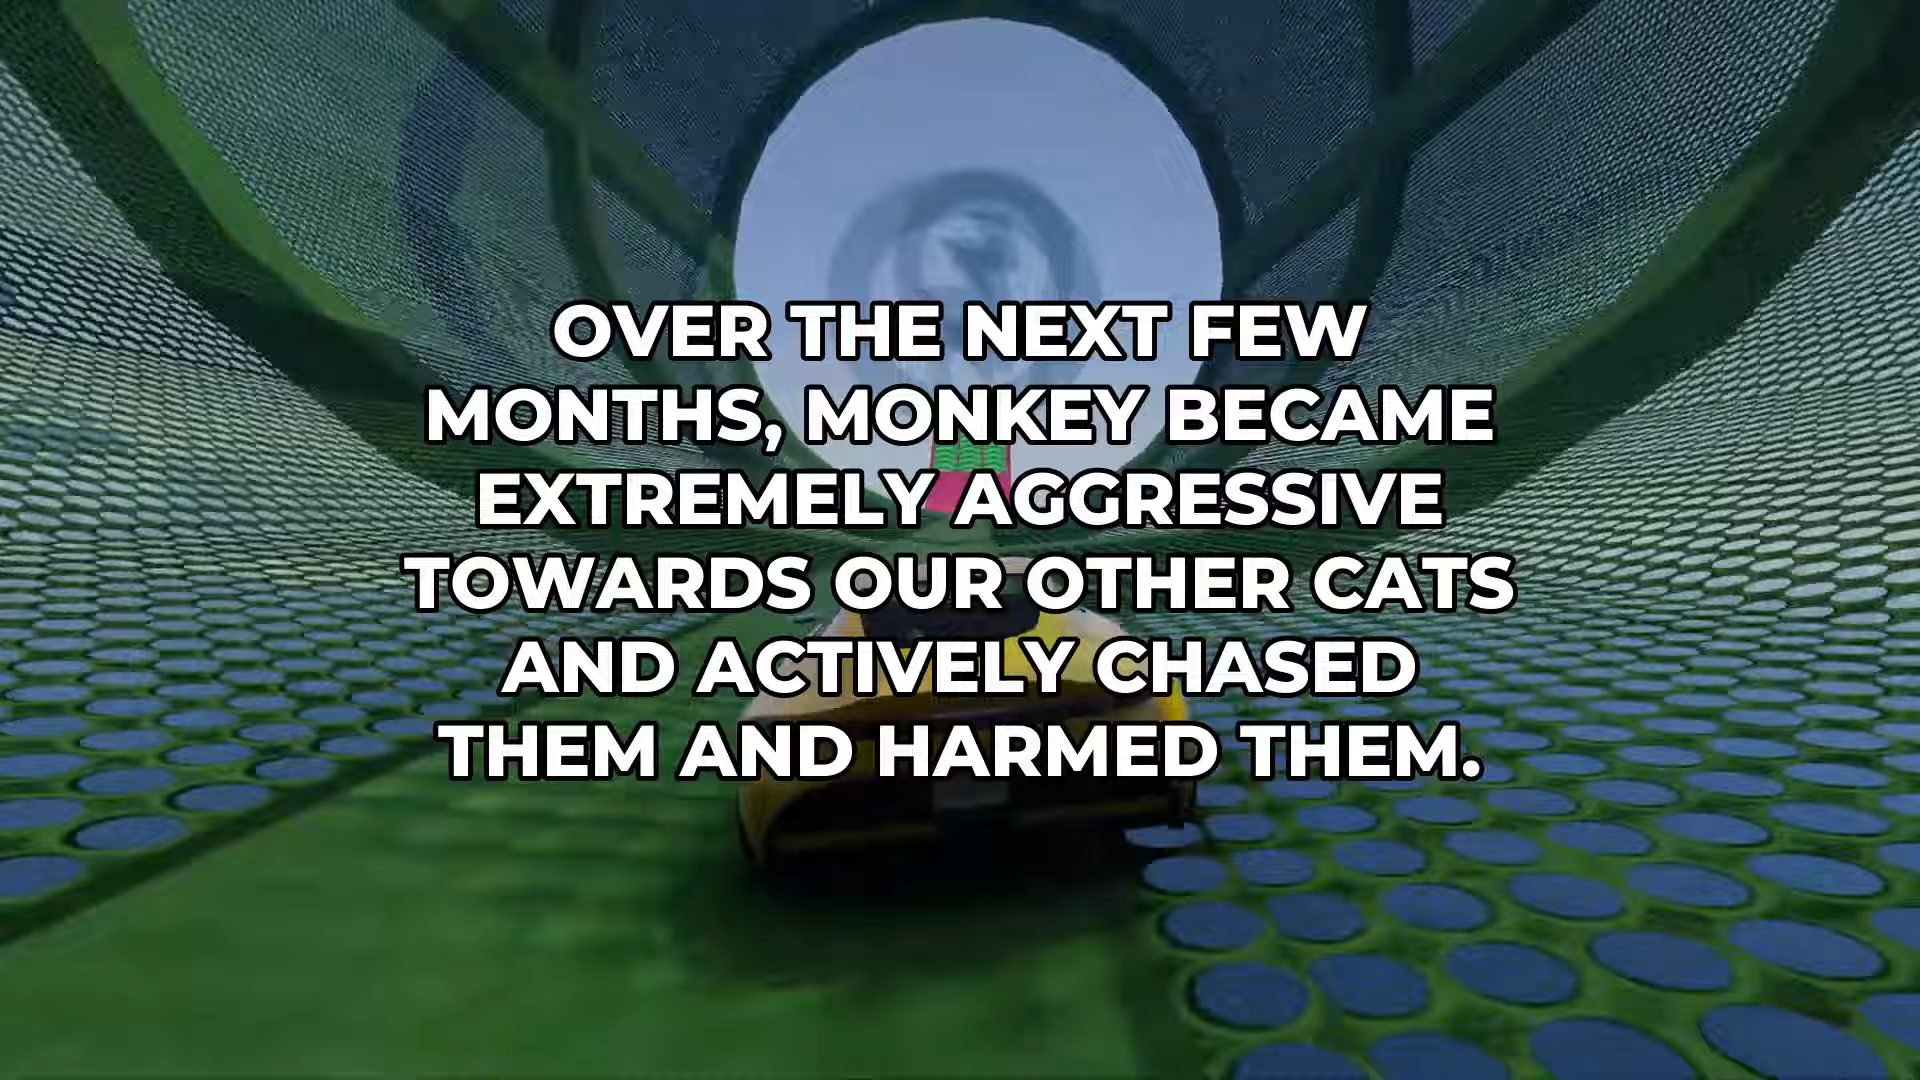 OVER THE NEXT FEW
MONTHS, MONKEY BECAME
EXTREMELY AGGRESSIVE
TOWARDS OUR OTHER CATS
AND ACTIVELY CHASED
THEM AND HARMED THEM.